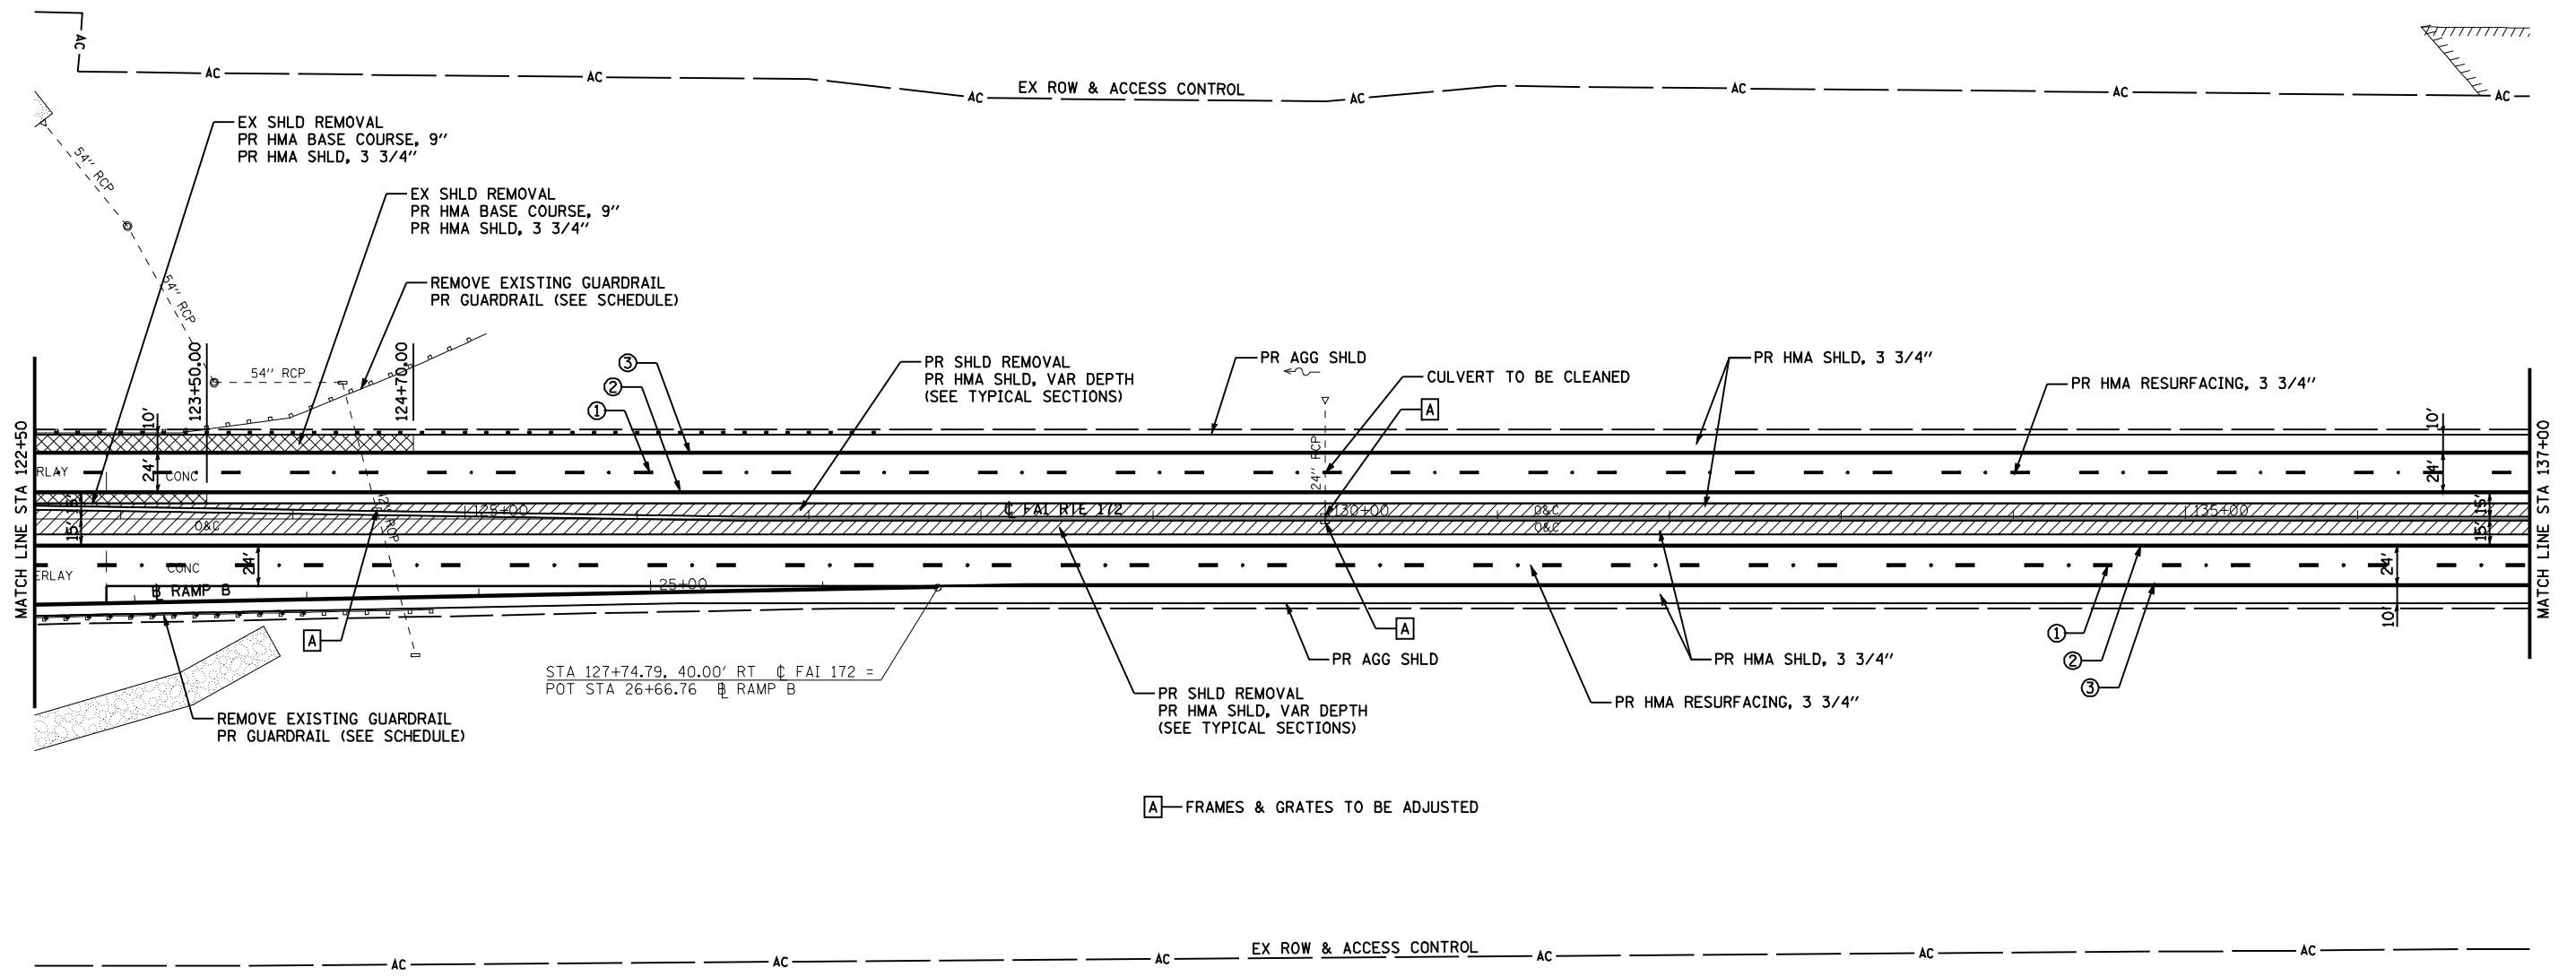 AC
AC
AC
EX ROW & ACCESS CONTROL
AC
AC
AC
AC
AC
EX SHLD REMOVAL
PR HMA BASE COURSE, 9"
PR HMA SHLD, 3 3/4"
54" RCP
EX SHLD REMOVAL
PR HMA BASE COURSE, 9"
PR HMA SHLD, 3 3/4"
54" RCP
REMOVE EXISTING GUARDRAIL
PR GUARDRAIL (SEE SCHEDULE)
54" RCP
123+50.00
124+70.00
3
2
1
PR SHLD REMOVAL
PR HMA SHLD, VAR DEPTH
(SEE TYPICAL SECTIONS)
PR AGG SHLD
CULVERT TO BE CLEANED
A
PR HMA SHLD, 3 3/4"
PR HMA RESURFACING, 3 3/4"
MATCH LINE STA 122+50
10'
24'
RLAY
CONC
24" RCP
10'
24'
MATCH LINE STA 137+00
15'
15'
O&C
125+00
℄ FAI RTE 172
130+00
O&C
O&C
135+00
15'
15'
ERLAY
CONC
24'
B RAMP B
25+00
24'
10'
A
A
STA 127+74.79, 40.00' RT ℄ FAI 172 =
POT STA 26+66.76 B RAMP B
PR AGG SHLD
PR HMA SHLD, 3 3/4"
1
2
3
PR SHLD REMOVAL
PR HMA SHLD, VAR DEPTH
(SEE TYPICAL SECTIONS)
PR HMA RESURFACING, 3 3/4"
REMOVE EXISTING GUARDRAIL
PR GUARDRAIL (SEE SCHEDULE)
A FRAMES & GRATES TO BE ADJUSTED
AC
AC
AC
EX ROW & ACCESS CONTROL
AC
AC
AC